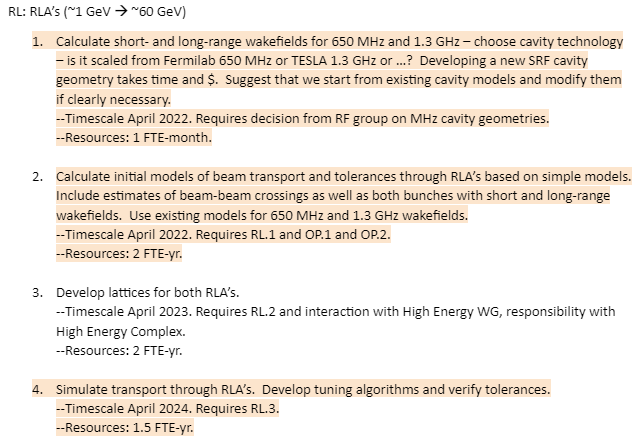 RL: RLA's (~1 GeV → ~60 GeV)
1. Calculate short- and long-range wakefields for 650 MHz and 1.3 GHz – choose cavity technology
– is it scaled from Fermilab 650 MHz or TESLA 1.3 GHz or …? Developing a new SRF cavity
geometry takes time and $. Suggest that we start from existing cavity models and modify them
if clearly necessary.
--Timescale April 2022. Requires decision from RF group on MHz cavity geometries.
--Resources: 1 FTE-month.
2. Calculate initial models of beam transport and tolerances through RLA's based on simple models.
Include estimates of beam-beam crossings as well as both bunches with short and long-range
wakefields. Use existing models for 650 MHz and 1.3 GHz wakefields.
--Timescale April 2022. Requires RL.1 and OP.1 and OP.2.
--Resources: 2 FTE-yr.
3. Develop lattices for both RLA's.
--Timescale April 2023. Requires RL.2 and interaction with High Energy WG, responsibility with
High Energy Complex.
--Resources: 2 FTE-yr.
4. Simulate transport through RLA's. Develop tuning algorithms and verify tolerances.
--Timescale April 2024. Requires RL.3.
--Resources: 1.5 FTE-yr.